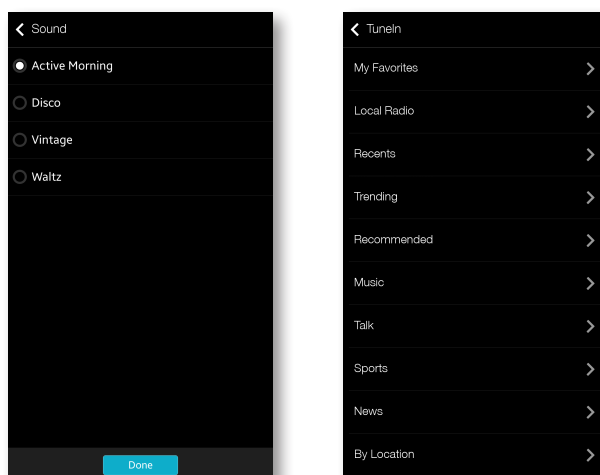 Sound
Active Morning
Disco
Vintage
Waltz
Done
TuneIn
My Favorites
Local Radio
Recents
Trending
Recommended
Music
Talk
Sports
News
By Location